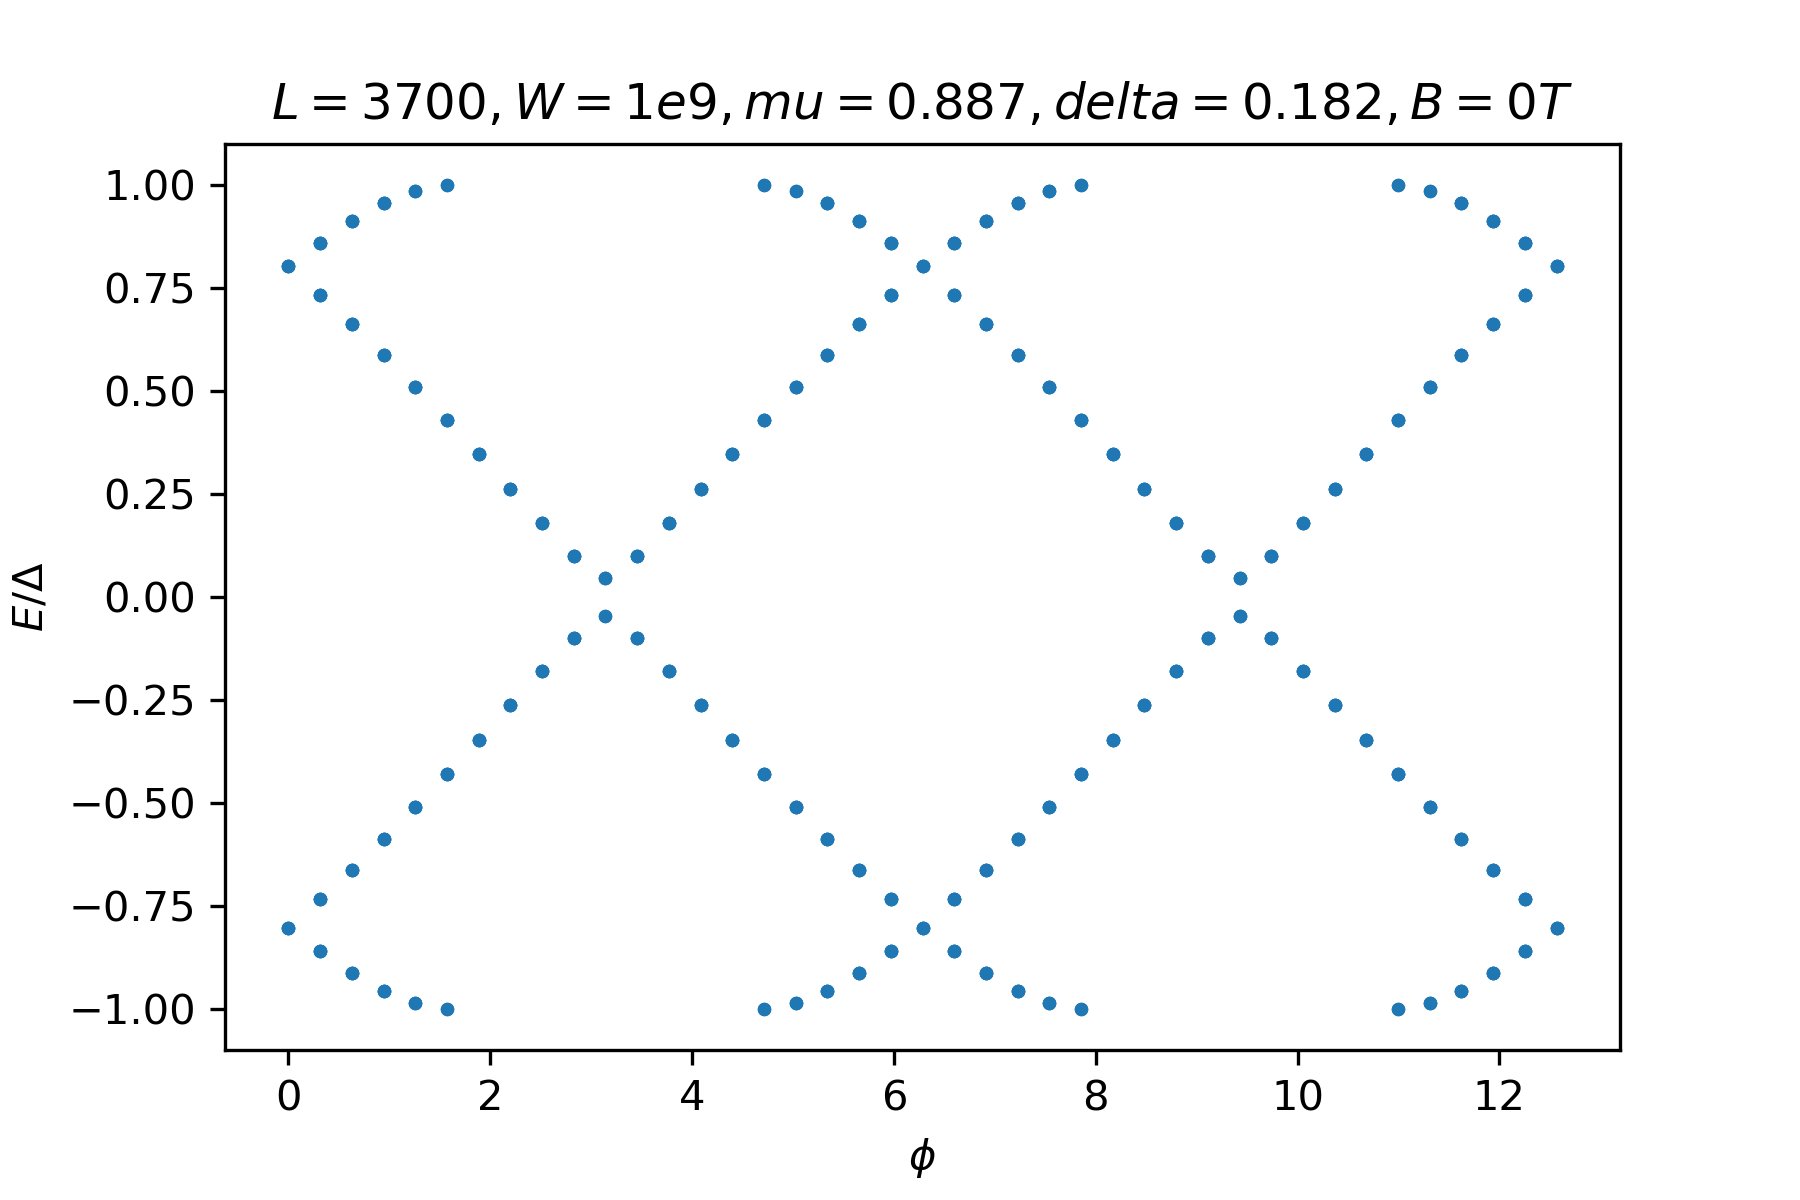 L = 3700, W = 1e9, mu = 0.887, delta = 0.182, B = 0T
1.00
0.75
0.50
0.25
0.00
−0.25
−0.50
−0.75
−1.00
E/Δ
0 2 4 6 8 10 12
ϕ